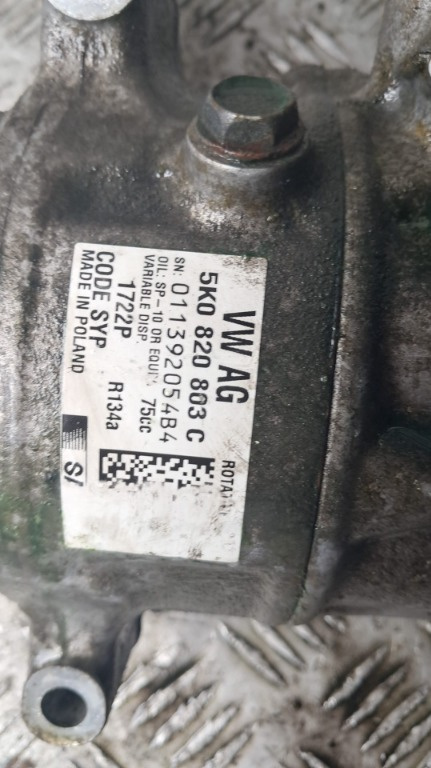 VW AG
5K0 820 803 C
SN: 011392054B4
OIL: SP-10 OR EQUIV. 75cc
VARIABLE DISP.
1722P R134a
CODE SYP
MADE IN POLAND